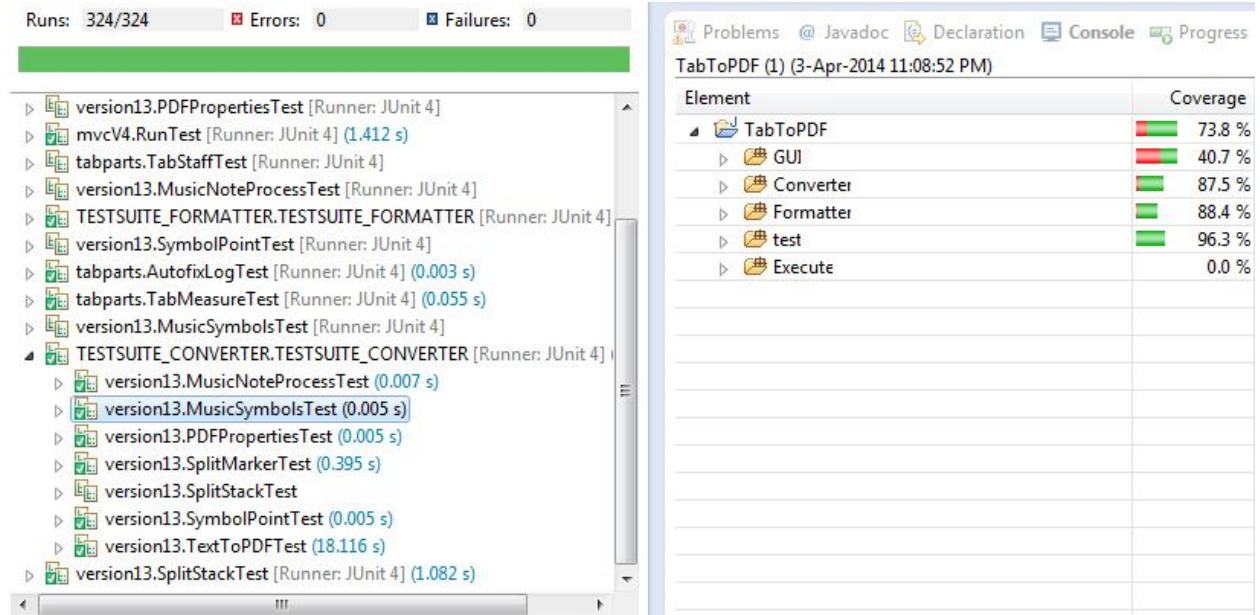 Runs: 324/324 Errors: 0 Failures: 0
version13.PDFPropertiesTest [Runner: JUnit 4]
mvcV4.RunTest [Runner: JUnit 4] (1.412 s)
tabparts.TabStaffTest [Runner: JUnit 4]
version13.MusicNoteProcessTest [Runner: JUnit 4]
TESTSUITE_FORMATTER.TESTSUITE_FORMATTER [Runner: JUnit 4]
version13.SymbolPointTest [Runner: JUnit 4]
tabparts.AutofixLogTest [Runner: JUnit 4] (0.003 s)
tabparts.TabMeasureTest [Runner: JUnit 4] (0.055 s)
version13.MusicSymbolsTest [Runner: JUnit 4]
TESTSUITE_CONVERTER.TESTSUITE_CONVERTER [Runner: JUnit 4] (
version13.MusicNoteProcessTest (0.007 s)
version13.MusicSymbolsTest (0.005 s)
version13.PDFPropertiesTest (0.005 s)
version13.SplitMarkerTest (0.395 s)
version13.SplitStackTest
version13.SymbolPointTest (0.005 s)
version13.TextToPDFTest (18.116 s)
version13.SplitStackTest [Runner: JUnit 4] (1.082 s)
Problems @ Javadoc Declaration Console Progress
TabToPDF (1) (3-Apr-2014 11:08:52 PM)
Element Coverage
TabToPDF 73.8 %
GUI 40.7 %
Converter 87.5 %
Formatter 88.4 %
test 96.3 %
Execute 0.0 %